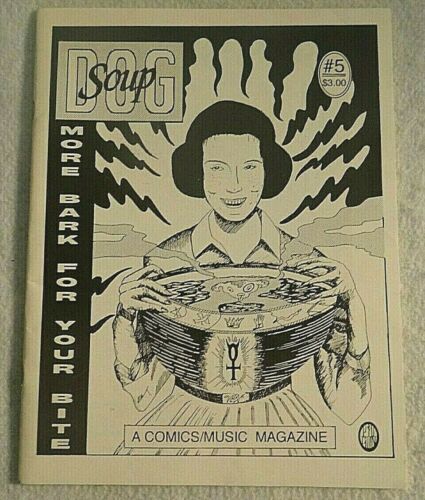 DOG
Soup
#5
$3.00
MORE BARK FOR YOUR BITE
A COMICS/MUSIC MAGAZINE